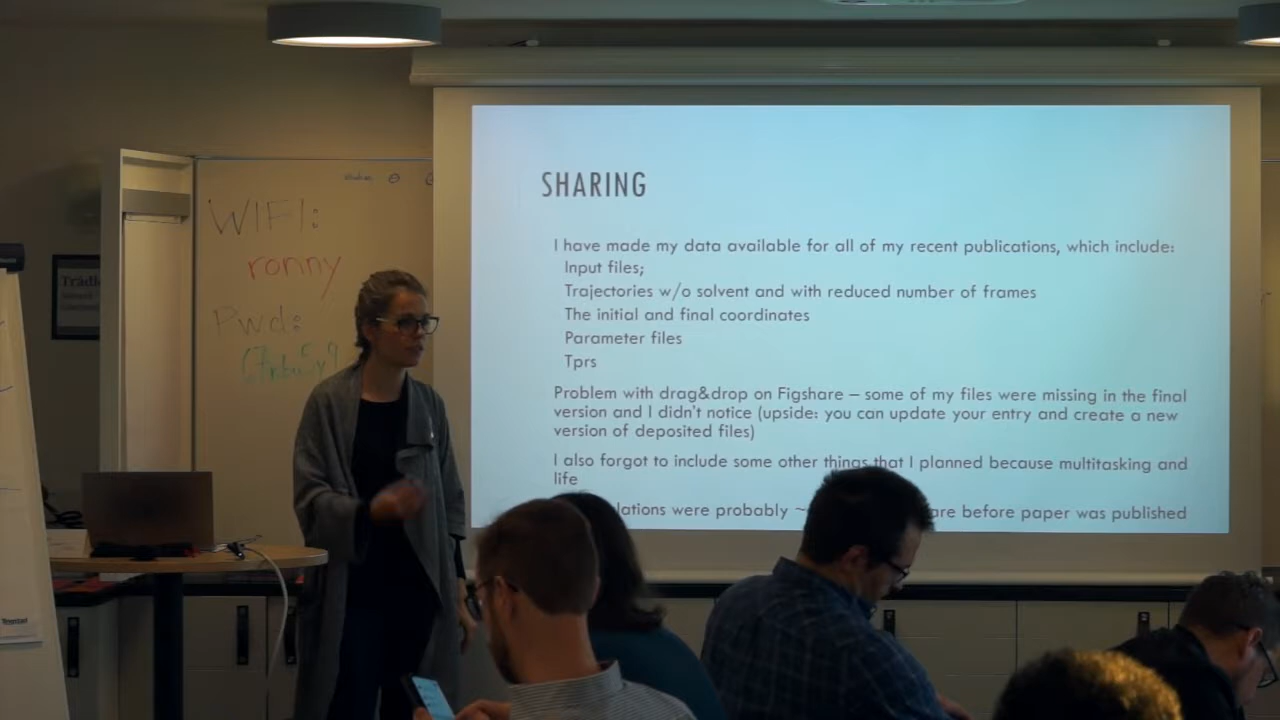 SHARING
I have made my data available for all of my recent publications, which include:
Input files;
Trajectories w/o solvent and with reduced number of frames
The initial and final coordinates
Parameter files
Tprs
Problem with drag&drop on Figshare – some of my files were missing in the final
version and I didn't notice (upside: you can update your entry and create a new
version of deposited files)
I also forgot to include some other things that I planned because multitasking and
life
were probably ~
before paper was published
WIFI:
ronny
Pwd: